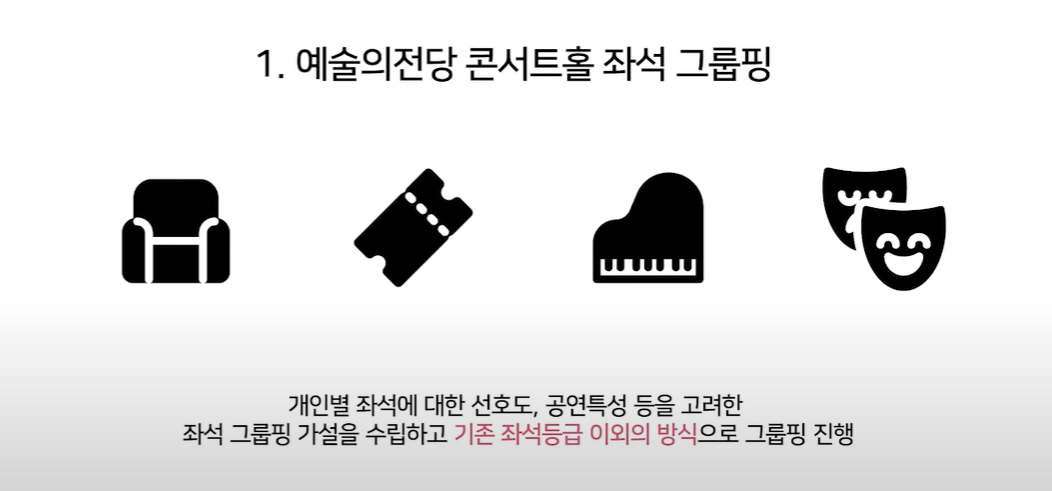 1. 예술의전당 콘서트홀 좌석 그룹핑
개인별 좌석에 대한 선호도, 공연특성 등을 고려한
좌석 그룹핑 가설을 수립하고 기존 좌석등급 이외의 방식으로 그룹핑 진행